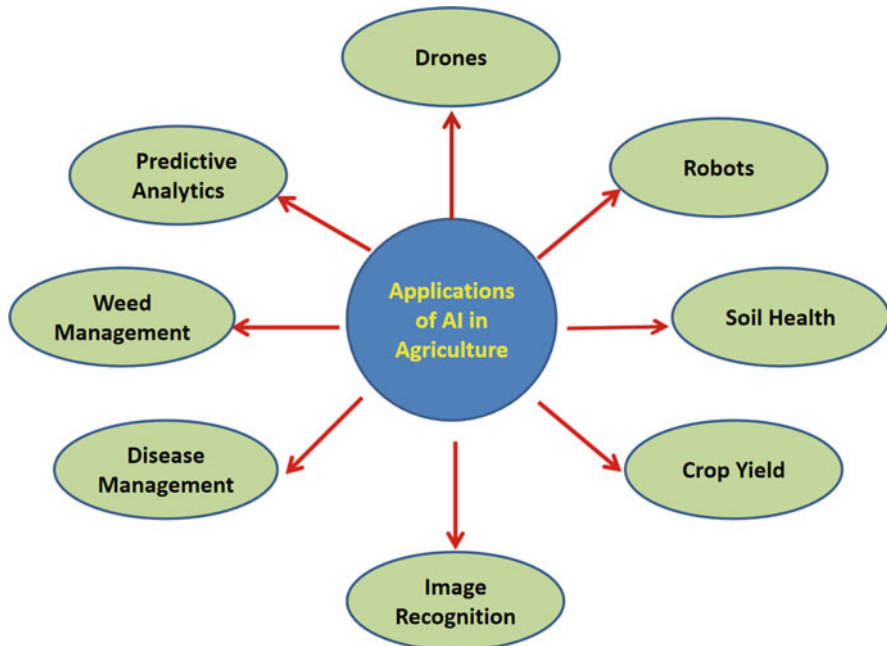 Drones
Robots
Soil Health
Crop Yield
Image
Recognition
Disease
Management
Weed
Management
Predictive
Analytics
Applications
of AI in
Agriculture